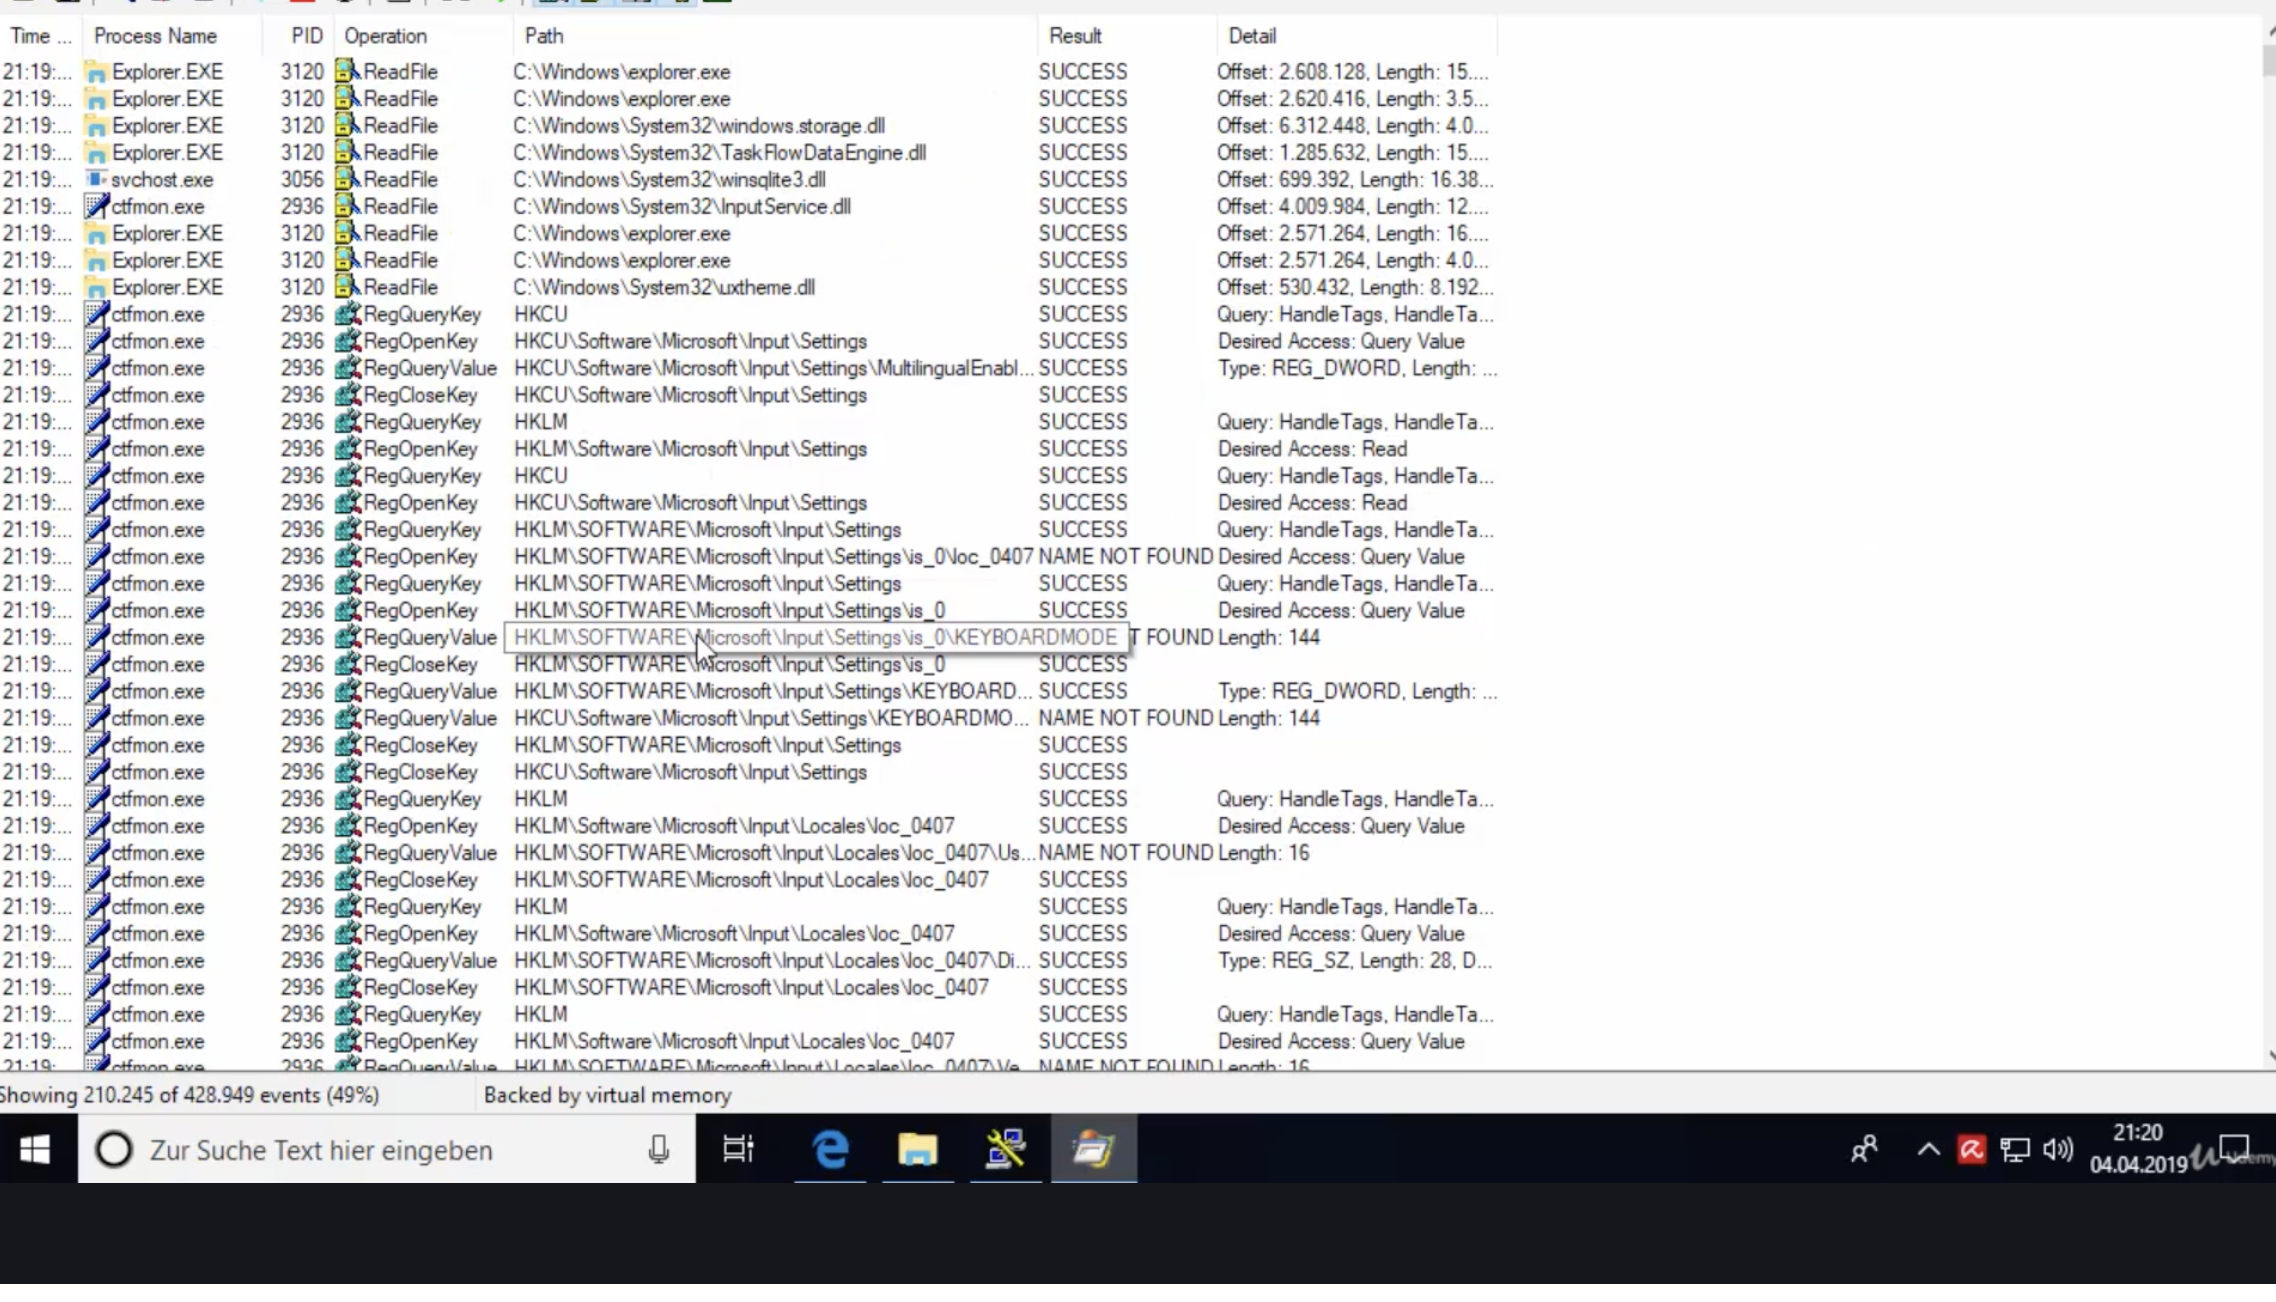 Time ... Process Name PID Operation Path Result Detail
21:19:... Explorer.EXE 3120 ReadFile C:\Windows\explorer.exe SUCCESS Offset: 2.608.128, Length: 15....
21:19:... Explorer.EXE 3120 ReadFile C:\Windows\explorer.exe SUCCESS Offset: 2.620.416, Length: 3.5...
21:19:... Explorer.EXE 3120 ReadFile C:\Windows\System32\windows.storage.dll SUCCESS Offset: 6.312.448, Length: 4.0...
21:19:... Explorer.EXE 3120 ReadFile C:\Windows\System32\TaskFlowDataEngine.dll SUCCESS Offset: 1.285.632, Length: 15....
21:19:... svchost.exe 3056 ReadFile C:\Windows\System32\winsqlite3.dll SUCCESS Offset: 699.392, Length: 16.38...
21:19:... ctfmon.exe 2936 ReadFile C:\Windows\System32\InputService.dll SUCCESS Offset: 4.009.984, Length: 12....
21:19:... Explorer.EXE 3120 ReadFile C:\Windows\explorer.exe SUCCESS Offset: 2.571.264, Length: 16....
21:19:... Explorer.EXE 3120 ReadFile C:\Windows\explorer.exe SUCCESS Offset: 2.571.264, Length: 4.0...
21:19:... Explorer.EXE 3120 ReadFile C:\Windows\System32\uxtheme.dll SUCCESS Offset: 530.432, Length: 8.192...
21:19:... ctfmon.exe 2936 RegQueryKey HKCU SUCCESS Query: HandleTags, HandleTa...
21:19:... ctfmon.exe 2936 RegOpenKey HKCU\Software\Microsoft\Input\Settings SUCCESS Desired Access: Query Value
21:19:... ctfmon.exe 2936 RegQueryValue HKCU\Software\Microsoft\Input\Settings\MultilingualEnabl... SUCCESS Type: REG_DWORD, Length: ...
21:19:... ctfmon.exe 2936 RegCloseKey HKCU\Software\Microsoft\Input\Settings SUCCESS
21:19:... ctfmon.exe 2936 RegQueryKey HKLM SUCCESS Query: HandleTags, HandleTa...
21:19:... ctfmon.exe 2936 RegOpenKey HKLM\Software\Microsoft\Input\Settings SUCCESS Desired Access: Read
21:19:... ctfmon.exe 2936 RegQueryKey HKCU SUCCESS Query: HandleTags, HandleTa...
21:19:... ctfmon.exe 2936 RegOpenKey HKCU\Software\Microsoft\Input\Settings SUCCESS Desired Access: Read
21:19:... ctfmon.exe 2936 RegQueryKey HKLM\SOFTWARE\Microsoft\Input\Settings SUCCESS Query: HandleTags, HandleTa...
21:19:... ctfmon.exe 2936 RegOpenKey HKLM\SOFTWARE\Microsoft\Input\Settings\is_0\loc_0407 NAME NOT FOUND Desired Access: Query Value
21:19:... ctfmon.exe 2936 RegQueryKey HKLM\SOFTWARE\Microsoft\Input\Settings SUCCESS Query: HandleTags, HandleTa...
21:19:... ctfmon.exe 2936 RegOpenKey HKLM\SOFTWARE\Microsoft\Input\Settings\is_0 SUCCESS Desired Access: Query Value
21:19:... ctfmon.exe 2936 RegQueryValue HKLM\SOFTWARE\Microsoft\Input\Settings\is_0\KEYBOARDMODE T FOUND Length: 144
21:19:... ctfmon.exe 2936 RegCloseKey HKLM\SOFTWARE\Microsoft\Input\Settings\is_0 SUCCESS
21:19:... ctfmon.exe 2936 RegQueryValue HKLM\SOFTWARE\Microsoft\Input\Settings\KEYBOARD... SUCCESS Type: REG_DWORD, Length: ...
21:19:... ctfmon.exe 2936 RegQueryValue HKCU\Software\Microsoft\Input\Settings\KEYBOARDMO... NAME NOT FOUND Length: 144
21:19:... ctfmon.exe 2936 RegCloseKey HKLM\SOFTWARE\Microsoft\Input\Settings SUCCESS
21:19:... ctfmon.exe 2936 RegCloseKey HKCU\Software\Microsoft\Input\Settings SUCCESS
21:19:... ctfmon.exe 2936 RegQueryKey HKLM SUCCESS Query: HandleTags, HandleTa...
21:19:... ctfmon.exe 2936 RegOpenKey HKLM\Software\Microsoft\Input\Locales\loc_0407 SUCCESS Desired Access: Query Value
21:19:... ctfmon.exe 2936 RegQueryValue HKLM\SOFTWARE\Microsoft\Input\Locales\loc_0407\Us... NAME NOT FOUND Length: 16
21:19:... ctfmon.exe 2936 RegCloseKey HKLM\SOFTWARE\Microsoft\Input\Locales\loc_0407 SUCCESS
21:19:... ctfmon.exe 2936 RegQueryKey HKLM SUCCESS Query: HandleTags, HandleTa...
21:19:... ctfmon.exe 2936 RegOpenKey HKLM\Software\Microsoft\Input\Locales\loc_0407 SUCCESS Desired Access: Query Value
21:19:... ctfmon.exe 2936 RegQueryValue HKLM\SOFTWARE\Microsoft\Input\Locales\loc_0407\Di... SUCCESS Type: REG_SZ, Length: 28, D...
21:19:... ctfmon.exe 2936 RegCloseKey HKLM\SOFTWARE\Microsoft\Input\Locales\loc_0407 SUCCESS
21:19:... ctfmon.exe 2936 RegQueryKey HKLM SUCCESS Query: HandleTags, HandleTa...
21:19:... ctfmon.exe 2936 RegOpenKey HKLM\Software\Microsoft\Input\Locales\loc_0407 SUCCESS Desired Access: Query Value
21:19: ctfmon.exe 2936 RegQueryValue HKLM\SOFTWARE\Microsoft\Input\Locales\loc_0407\Ve... NAME NOT FOUND Length: 16
Showing 210.245 of 428.949 events (49%) Backed by virtual memory
Zur Suche Text hier eingeben
21:20
04.04.2019
Udemy